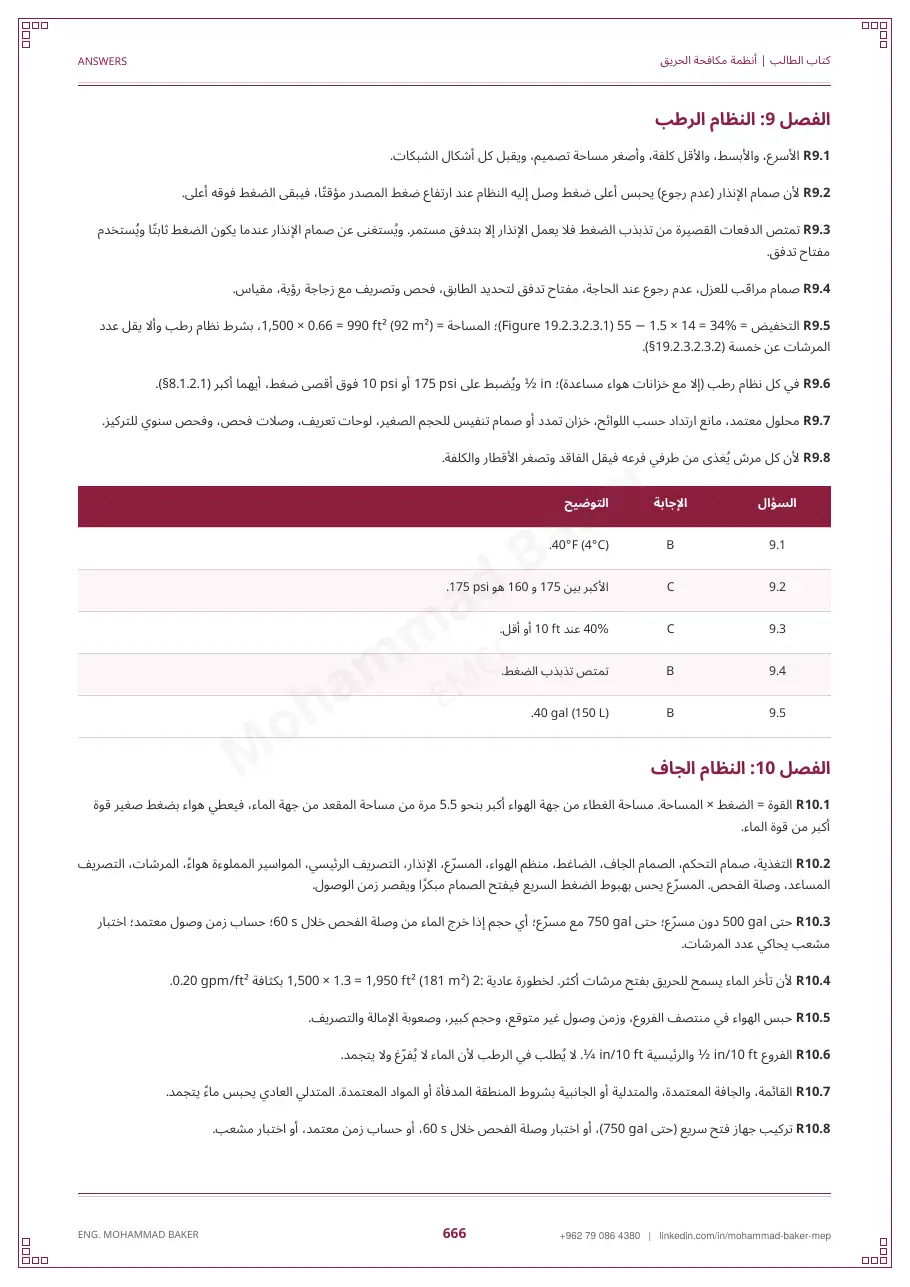 كتاب الطالب | أنظمة مكافحة الحريق
ANSWERS
الفصل 9: النظام الرطب
R9.1 الأسرع، والأبسط، والأقل كلفة، وأصغر مساحة تصميم، ويقبل كل أشكال الشبكات.
R9.2 لأن صمام الإنذار (عدم رجوع) يحبس أعلى ضغط وصل إليه النظام عند ارتفاع ضغط المصدر مؤقتًا، فيبقى الضغط فوقه أعلى.
R9.3 تمتص الدفعات القصيرة من تذبذب الضغط فلا يعمل الإنذار إلا بتدفق مستمر. ويُستغنى عن صمام الإنذار عندما يكون الضغط ثابتًا ويُستخدم
مفتاح تدفق.
R9.4 صمام مراقب للعزل، عدم رجوع عند الحاجة، مفتاح تدفق لتحديد الطابق، فحص وتصريف مع زجاجة رؤية، مقياس.
R9.5 التخفيض = 55 − 1.5 × 14 = 34% (Figure 19.2.3.2.3.1)؛ المساحة = 1,500 × 0.66 = 990 ft² (92 m²)، بشرط نظام رطب وألا يقل عدد
المرشات عن خمسة (§19.2.3.2.3.2).
R9.6 في كل نظام رطب (إلا مع خزانات هواء مساعدة)؛ ½ in ويُضبط على 175 psi أو 10 psi فوق أقصى ضغط، أيهما أكبر (§8.1.2.1).
R9.7 محلول معتمد، مانع ارتداد حسب اللوائح، خزان تمدد أو صمام تنفيس للحجم الصغير، لوحات تعريف، وصلات فحص، وفحص سنوي للتركيز.
R9.8 لأن كل مرش يُغذى من طرفي فرعه فيقل الفاقد وتصغر الأقطار والكلفة.
السؤال الإجابة التوضيح
9.1 B 40°F (4°C).
9.2 C الأكبر بين 175 و 160 هو 175 psi.
9.3 C 40% عند 10 ft أو أقل.
9.4 B تمتص تذبذب الضغط.
9.5 B 40 gal (150 L).
الفصل 10: النظام الجاف
R10.1 القوة = الضغط × المساحة. مساحة الغطاء من جهة الهواء أكبر بنحو 5.5 مرة من مساحة المقعد من جهة الماء، فيعطي هواء بضغط صغير قوة
أكبر من قوة الماء.
R10.2 التغذية، صمام التحكم، الصمام الجاف، الضاغط، منظم الهواء، المسرّع، الإنذار، التصريف الرئيسي، المواسير المملوءة هواءً، المرشات، التصريف
المساعد، وصلة الفحص. المسرّع يحس بهبوط الضغط السريع فيفتح الصمام مبكرًا ويقصر زمن الوصول.
R10.3 حتى 500 gal دون مسرّع؛ حتى 750 gal مع مسرّع؛ أي حجم إذا خرج الماء من وصلة الفحص خلال 60 s؛ حساب زمن وصول معتمد؛ اختبار
مشعب يحاكي عدد المرشات.
R10.4 لأن تأخر الماء يسمح للحريق بفتح مرشات أكثر. لخطورة عادية 2: 1,500 × 1.3 = 1,950 ft² (181 m²) بكثافة 0.20 gpm/ft².
R10.5 حبس الهواء في منتصف الفروع، وزمن وصول غير متوقع، وحجم كبير، وصعوبة الإمالة والتصريف.
R10.6 الفروع ½ in/10 ft والرئيسية ¼ in/10 ft. لا يُطلب في الرطب لأن الماء لا يُفرّغ ولا يتجمد.
R10.7 القائمة، والجافة المعتمدة، والمتدلية أو الجانبية بشروط المنطقة المدفأة أو المواد المعتمدة. المتدلي العادي يحبس ماءً يتجمد.
R10.8 تركيب جهاز فتح سريع (حتى 750 gal)، أو اختبار وصلة الفحص خلال 60 s، أو حساب زمن معتمد، أو اختبار مشعب.
Mohammad Baker
EMCC
ENG. MOHAMMAD BAKER
666
+962 79 086 4380 | linkedin.com/in/mohammad-baker-mep